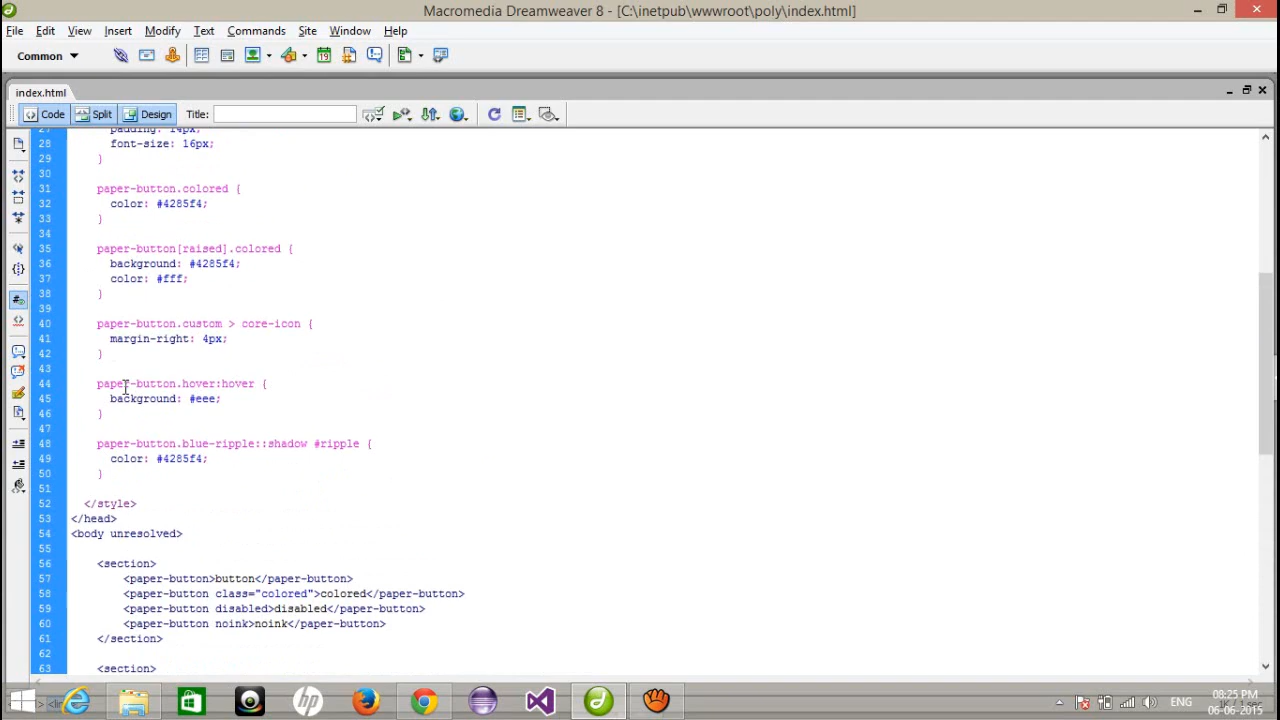 Macromedia Dreamweaver 8 - [C:\inetpub\wwwroot\poly\index.html]
File Edit View Insert Modify Text Commands Site Window Help
Common
index.html
Code Split Design Title:
27 padding: 14px;
28 font-size: 16px;
29 }
30
31 paper-button.colored {
32 color: #4285f4;
33 }
34
35 paper-button[raised].colored {
36 background: #4285f4;
37 color: #fff;
38 }
39
40 paper-button.custom > core-icon {
41 margin-right: 4px;
42 }
43
44 paper-button.hover:hover {
45 background: #eee;
46 }
47
48 paper-button.blue-ripple::shadow #ripple {
49 color: #4285f4;
50 }
51
52 </style>
53 </head>
54 <body unresolved>
55
56 <section>
57 <paper-button>button</paper-button>
58 <paper-button class="colored">colored</paper-button>
59 <paper-button disabled>disabled</paper-button>
60 <paper-button noink>noink</paper-button>
61 </section>
62
63 <section>
hp
ENG
08:25 PM
06-06-2015